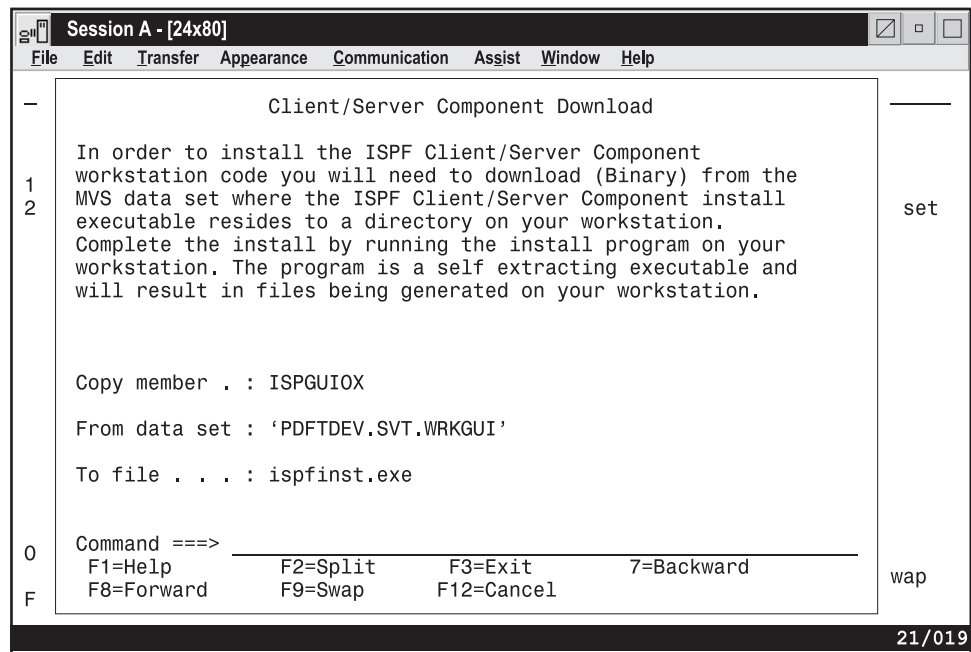 Session A - [24x80]
File Edit Transfer Appearance Communication Assist Window Help
Client/Server Component Download
In order to install the ISPF Client/Server Component
workstation code you will need to download (Binary) from the
1 MVS data set where the ISPF Client/Server Component install
2 executable resides to a directory on your workstation. set
Complete the install by running the install program on your
workstation. The program is a self extracting executable and
will result in files being generated on your workstation.
Copy member . : ISPGUIOX
From data set : ‘PDFTDEV.SVT.WRKGUI’
To file . . . : ispfinst.exe
Command ===>
O F1=Help F2=Split F3=Exit 7=Backward
F F8=Forward F9=Swap F12=Cancel wap
21/019